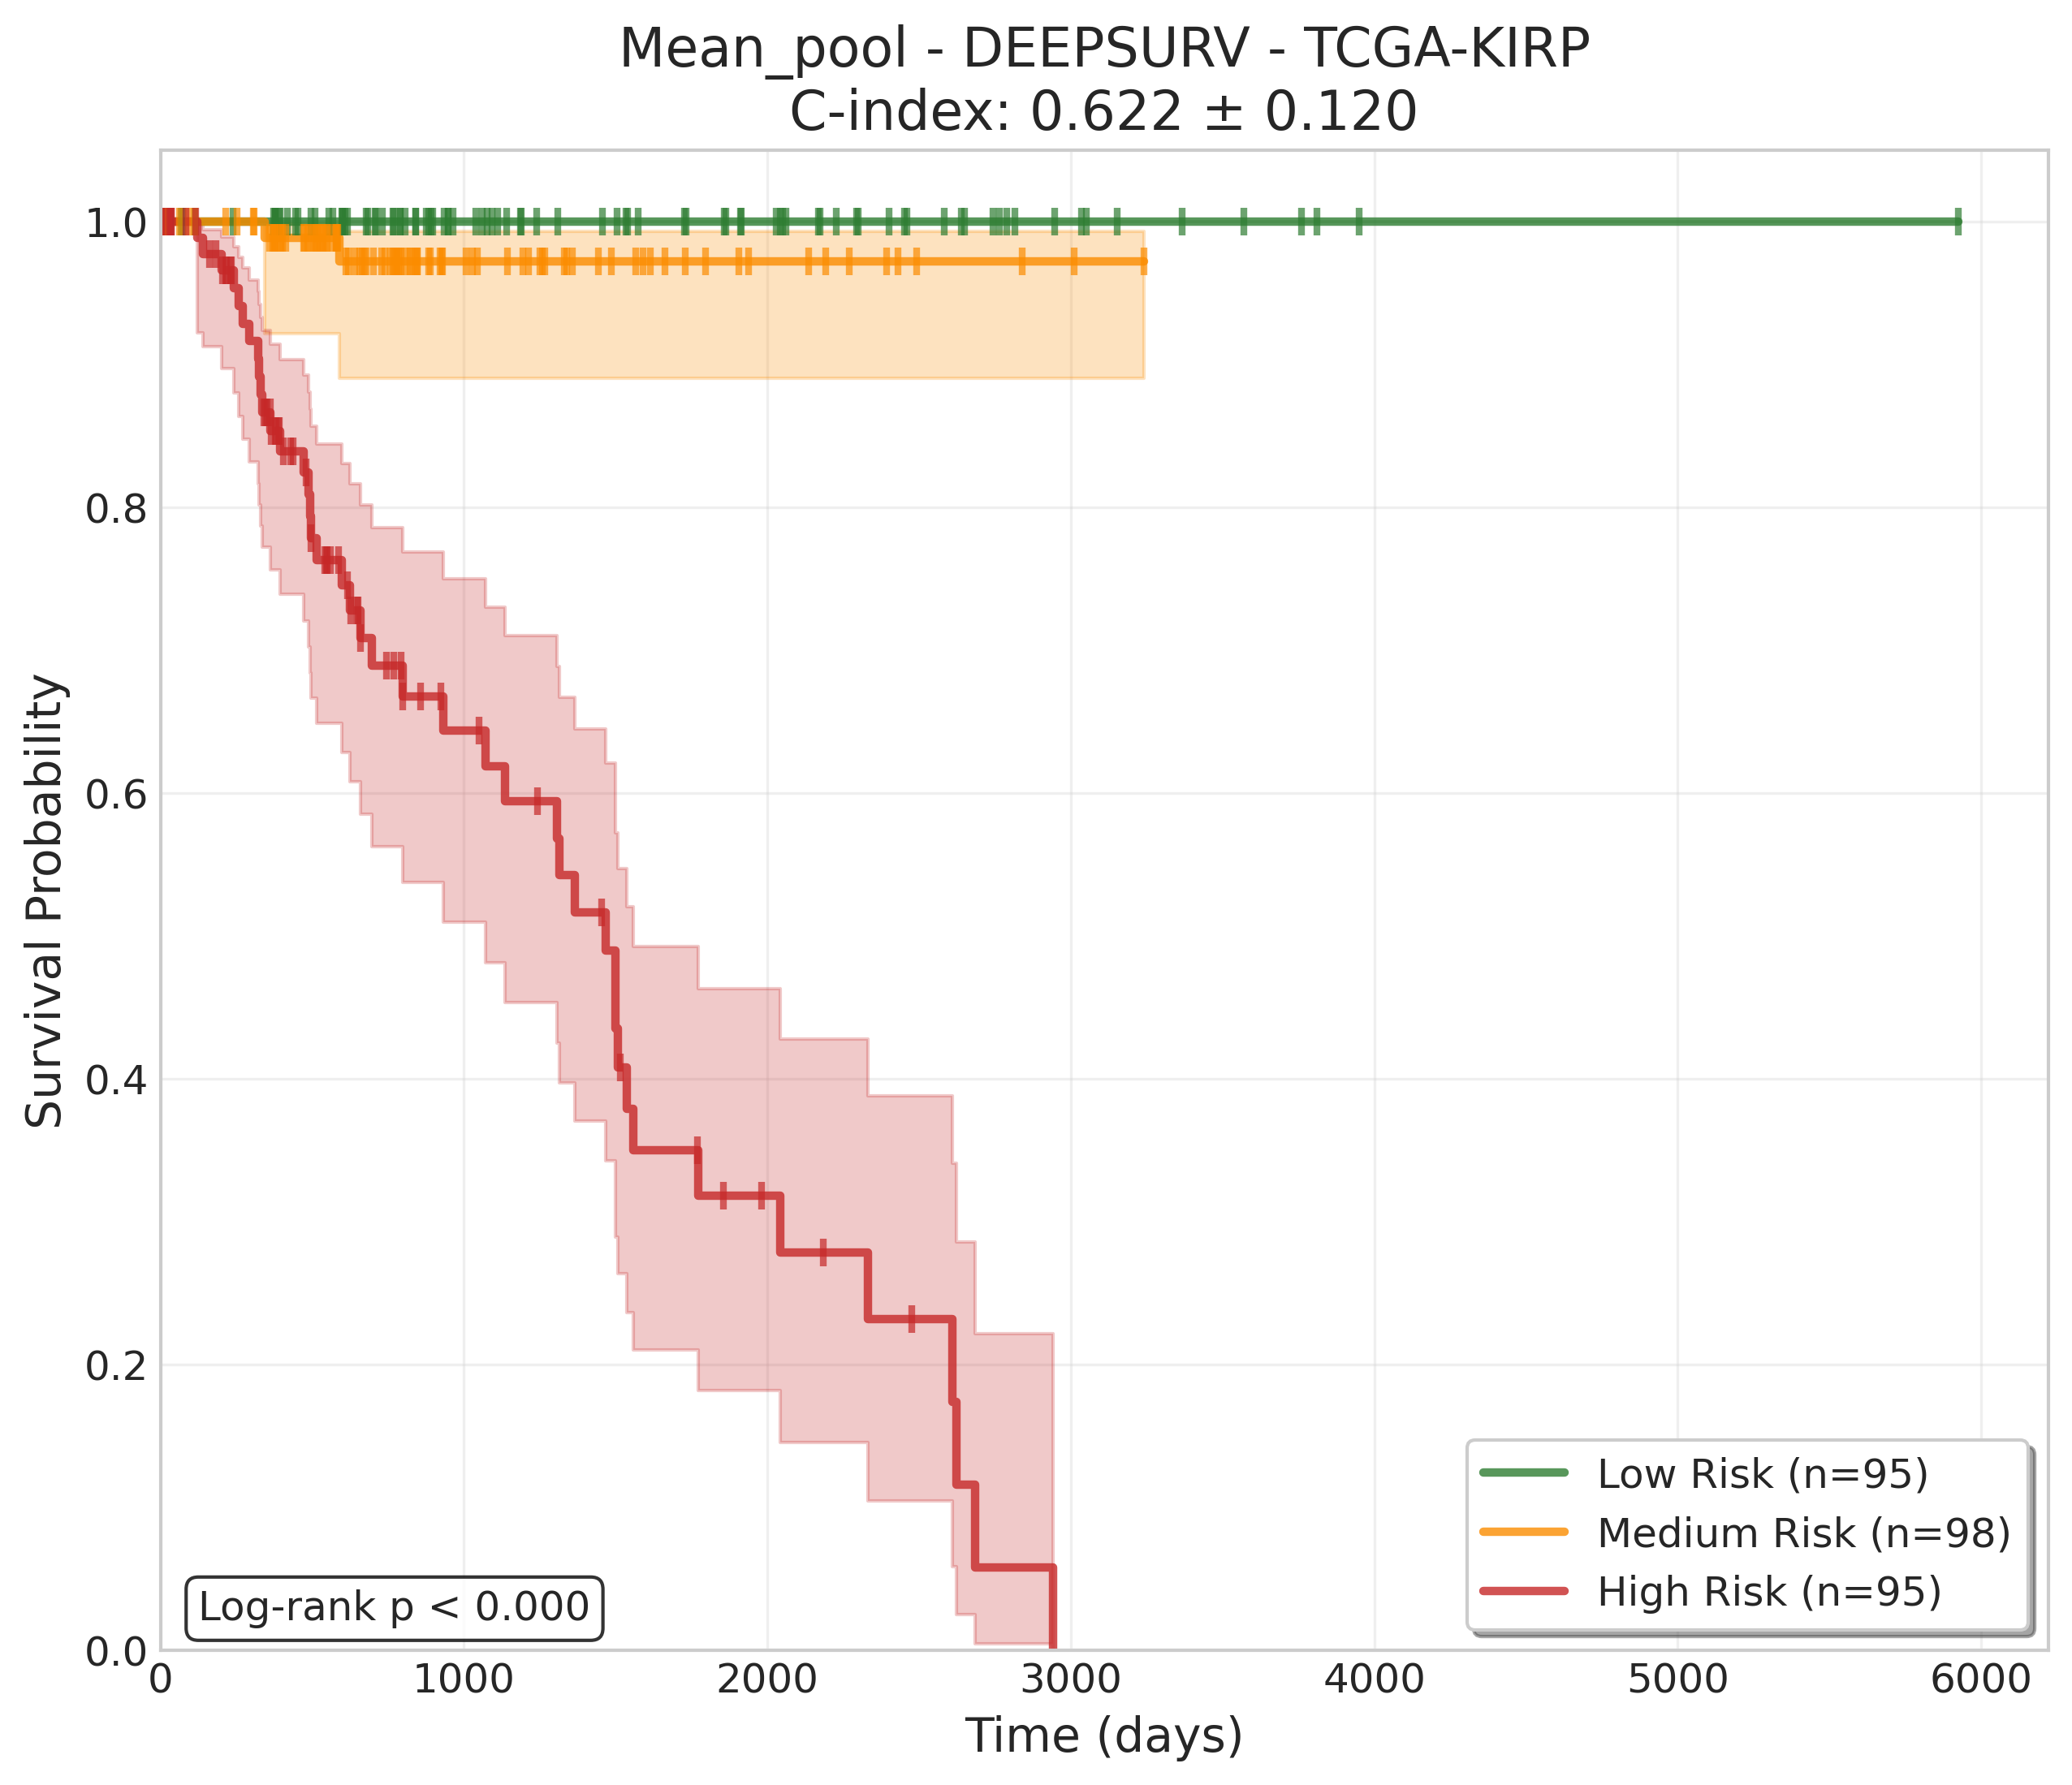 Mean_pool - DEEPSURV - TCGA-KIRP
C-index: 0.622 ± 0.120
Survival Probability
1.0
0.8
0.6
0.4
0.2
0.0
Log-rank p < 0.000
Low Risk (n=95)
Medium Risk (n=98)
High Risk (n=95)
0 1000 2000 3000 4000 5000 6000
Time (days)